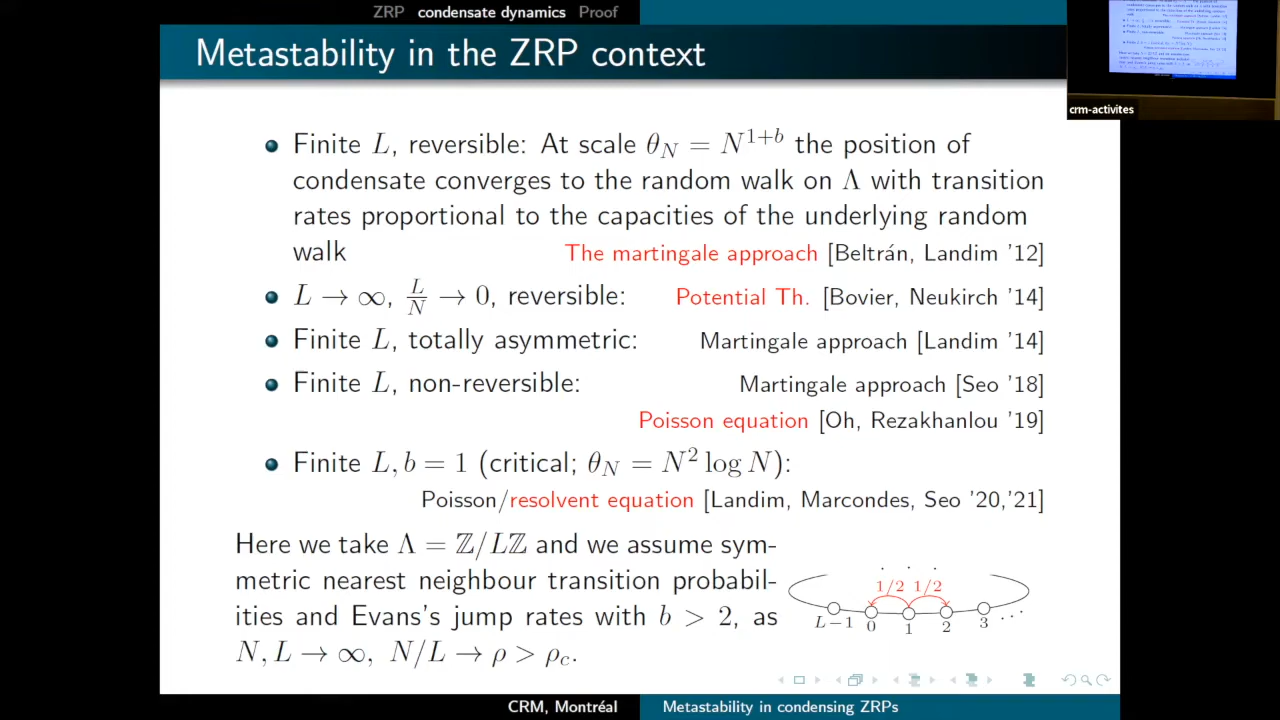 ZRP condensate dynamics Proof
Metastability in the ZRP context
crm-activites
Finite L, reversible: At scale θ_N = N^{1+b} the position of
condensate converges to the random walk on Λ with transition
rates proportional to the capacities of the underlying random
walk The martingale approach [Beltrán, Landim '12]
L → ∞, L/N → 0, reversible: Potential Th. [Bovier, Neukirch '14]
Finite L, totally asymmetric: Martingale approach [Landim '14]
Finite L, non-reversible: Martingale approach [Seo '18]
Poisson equation [Oh, Rezakhanlou '19]
Finite L, b = 1 (critical; θ_N = N^2 log N):
Poisson/resolvent equation [Landim, Marcondes, Seo '20,'21]
Here we take Λ = ℤ/Lℤ and we assume sym-
metric nearest neighbour transition probabil-
ities and Evans's jump rates with b > 2, as
N, L → ∞, N/L → ρ > ρ_c.
. . .
1/2 1/2
L−1 0 1 2 3 . . .
CRM, Montréal Metastability in condensing ZRPs